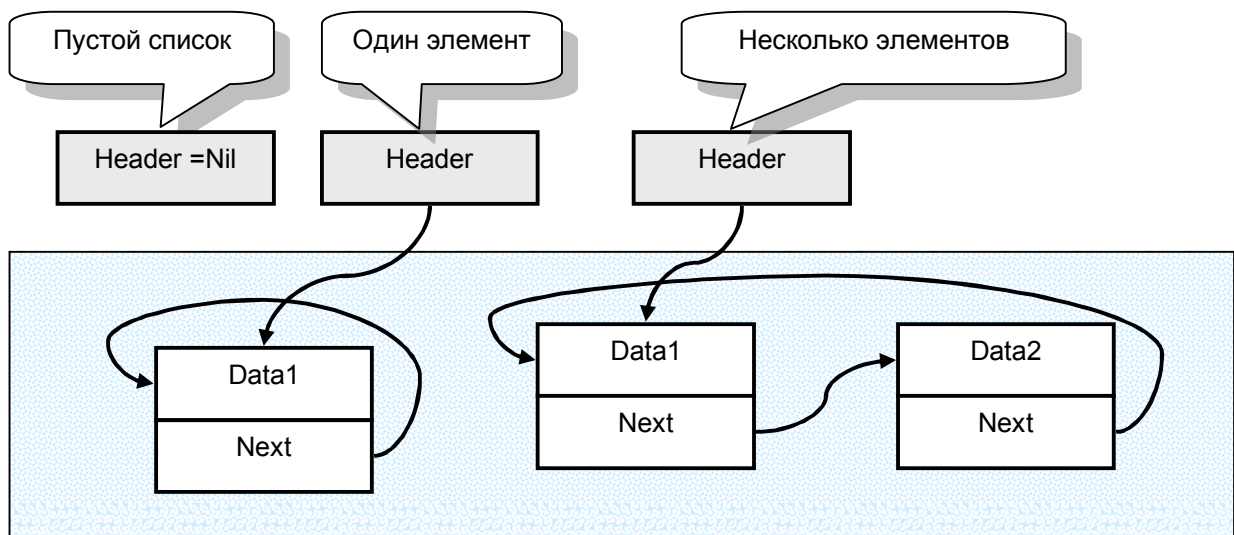 Пустой список
Один элемент
Несколько элементов
Header =Nil
Header
Header
Data1
Next
Data1
Next
Data2
Next